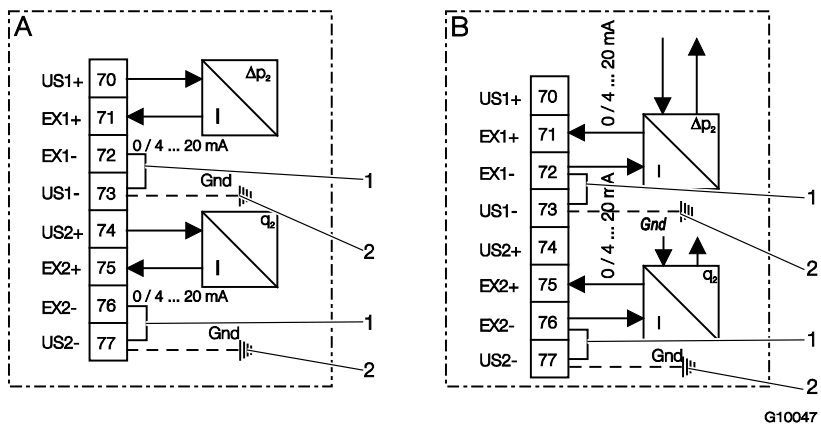 A
US1+ 70 Δp₂
EX1+ 71 I
EX1- 72 0 / 4 ... 20 mA
1
US1- 73 Gnd
US2+ 74 q₂
2
EX2+ 75 I
EX2- 76 0 / 4 ... 20 mA
1
US2- 77 Gnd
2
B
0 / 4 ... 20 mA
US1+ 70
Δp₂
EX1+ 71
EX1- 72 I
1
US1- 73 Gnd
0 / 4 ... 20 mA
US2+ 74
2
EX2+ 75 q₂
EX2- 76 I
1
US2- 77 Gnd
2
G10047